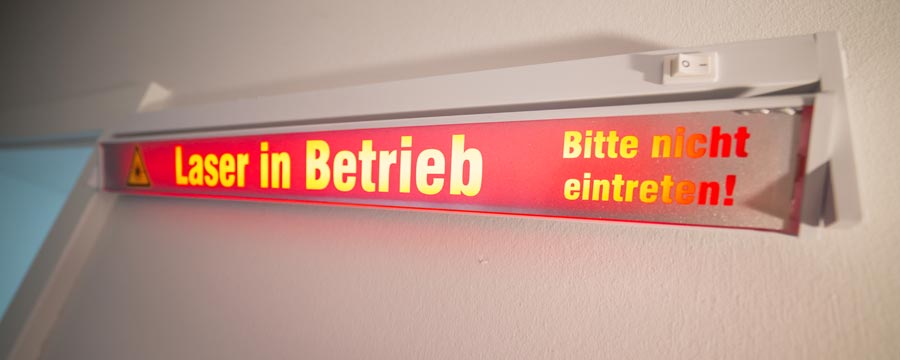 Laser in Betrieb
Bitte nicht
eintreten!